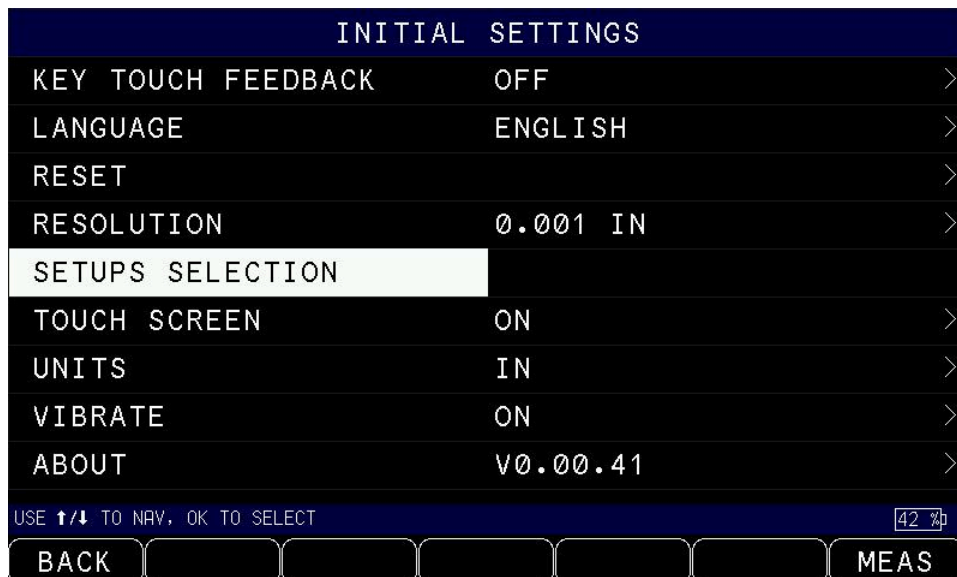 INITIAL SETTINGS
KEY TOUCH FEEDBACK OFF >
LANGUAGE ENGLISH >
RESET >
RESOLUTION 0.001 IN >
SETUPS SELECTION
TOUCH SCREEN ON >
UNITS IN >
VIBRATE ON >
ABOUT V0.00.41 >
USE ⬆/⬇ TO NAV, OK TO SELECT 42 %
BACK MEAS